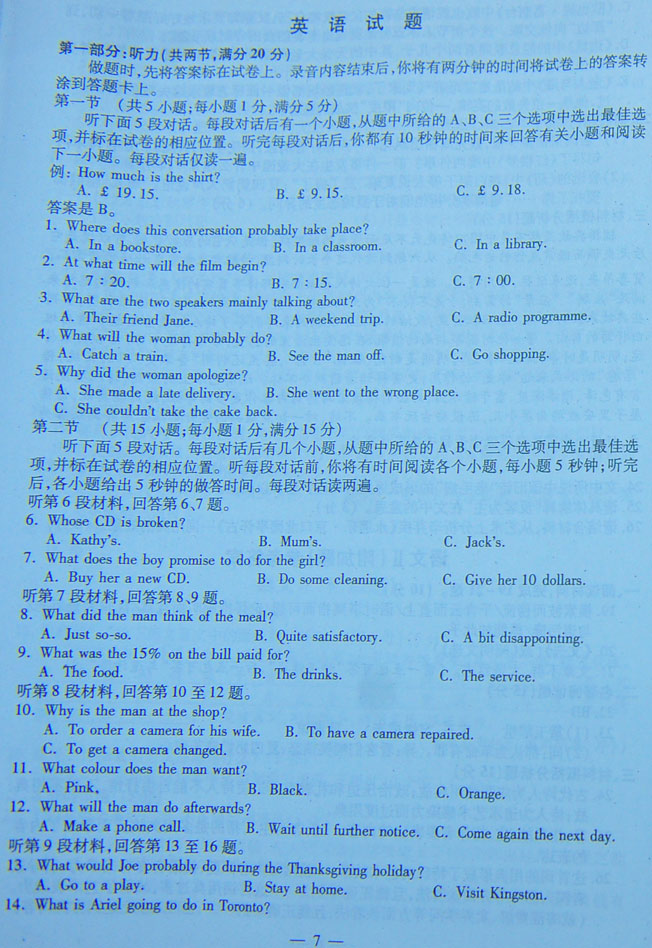 英语试题
第一部分:听力(共两节,满分20分)
做题时,先将答案标在试卷上。录音内容结束后,你将有两分钟的时间将试卷上的答案转
涂到答题卡上。
第一节 (共5小题;每小题1分,满分5分)
听下面5段对话。每段对话后有一个小题,从题中所给的A、B、C三个选项中选出最佳选
项,并标在试卷的相应位置。听完每段对话后,你都有10秒钟的时间来回答有关小题和阅读
下一小题。每段对话仅读一遍。
例: How much is the shirt?
A. £ 19.15. B. £ 9.15. C. £ 9.18.
答案是 B。
1. Where does this conversation probably take place?
A. In a bookstore. B. In a classroom. C. In a library.
2. At what time will the film begin?
A. 7:20. B. 7:15. C. 7:00.
3. What are the two speakers mainly talking about?
A. Their friend Jane. B. A weekend trip. C. A radio programme.
4. What will the woman probably do?
A. Catch a train. B. See the man off. C. Go shopping.
5. Why did the woman apologize?
A. She made a late delivery. B. She went to the wrong place.
C. She couldn't take the cake back.
第二节 (共15小题;每小题1分,满分15分)
听下面5段对话。每段对话后有几个小题,从题中所给的A、B、C三个选项中选出最佳选
项,并标在试卷的相应位置。听每段对话前,你将有时间阅读各个小题,每小题5秒钟;听完
后,各小题给出5秒钟的做答时间。每段对话读两遍。
听第6段材料,回答第6、7题。
6. Whose CD is broken?
A. Kathy's. B. Mum's. C. Jack's.
7. What does the boy promise to do for the girl?
A. Buy her a new CD. B. Do some cleaning. C. Give her 10 dollars.
听第7段材料,回答第8、9题。
8. What did the man think of the meal?
A. Just so-so. B. Quite satisfactory. C. A bit disappointing.
9. What was the 15% on the bill paid for?
A. The food. B. The drinks. C. The service.
听第8段材料,回答第10至12题。
10. Why is the man at the shop?
A. To order a camera for his wife. B. To have a camera repaired.
C. To get a camera changed.
11. What colour does the man want?
A. Pink, B. Black. C. Orange.
12. What will the man do afterwards?
A. Make a phone call. B. Wait until further notice. C. Come again the next day.
听第9段材料,回答第13至16题。
13. What would Joe probably do during the Thanksgiving holiday?
A. Go to a play. B. Stay at home. C. Visit Kingston.
14. What is Ariel going to do in Toronto?
— 7 —